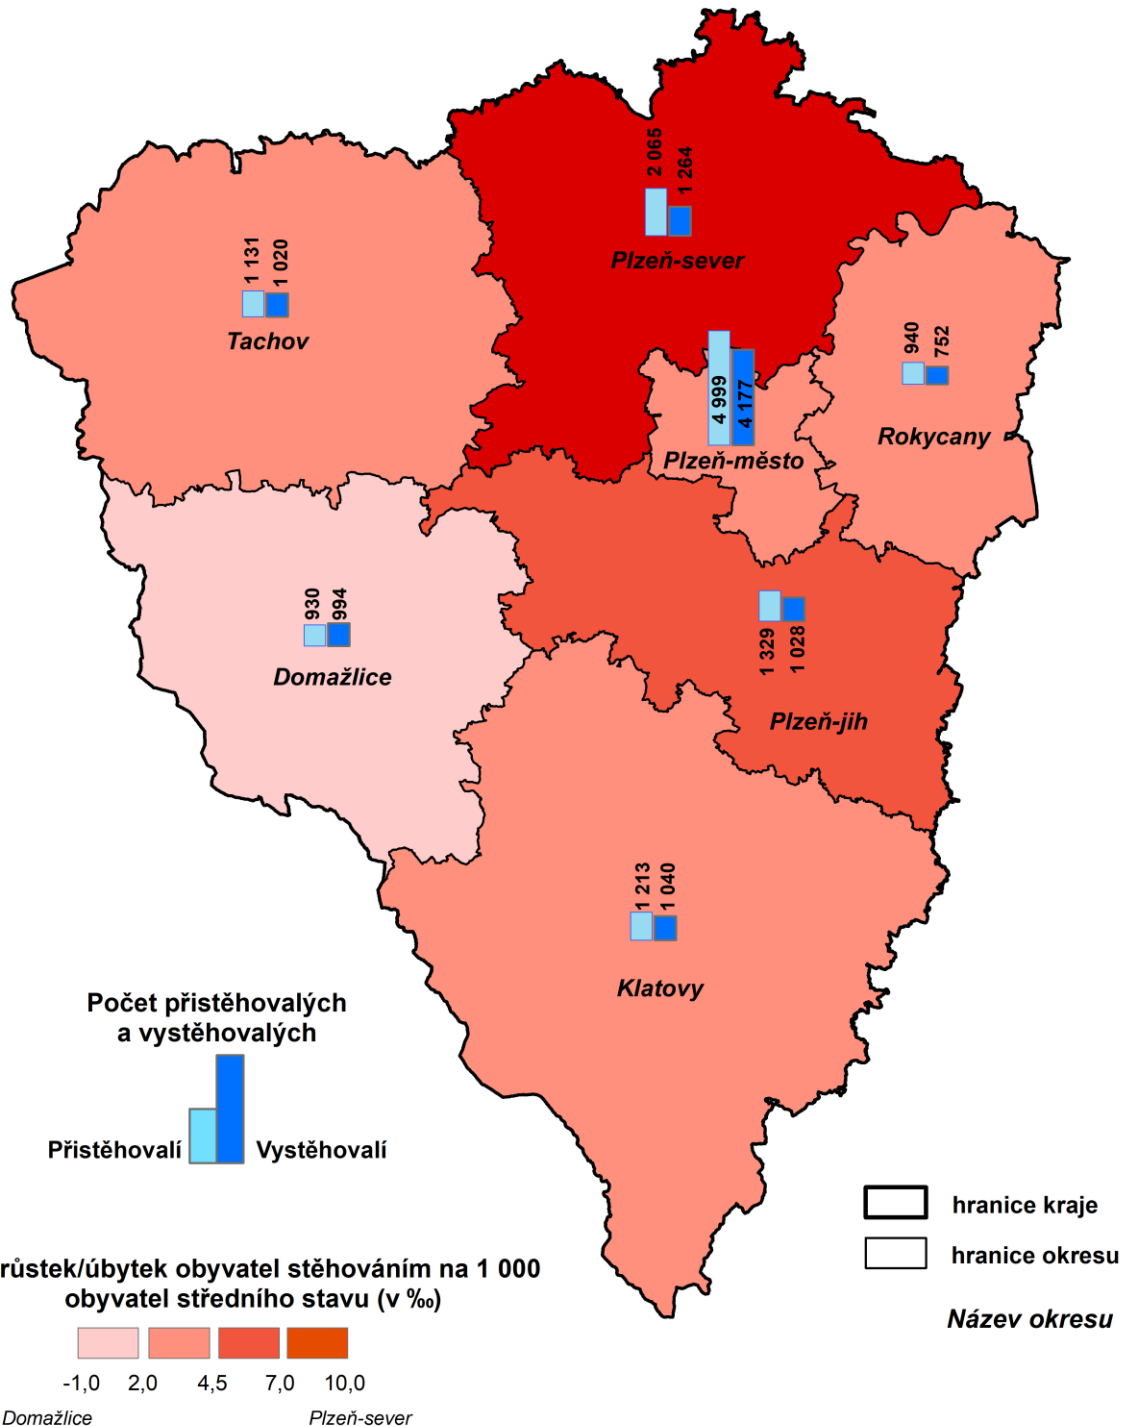 2 065
1 264
Plzeň-sever
1 131
1 020
Tachov
940
752
Rokycany
4 999
4 177
Plzeň-město
930
994
Domažlice
1 329
1 028
Plzeň-jih
1 213
1 040
Klatovy
Počet přistěhovalých
a vystěhovalých
Přistěhovalí
Vystěhovalí
hranice kraje
hranice okresu
Název okresu
růstek/úbytek obyvatel stěhováním na 1 000
obyvatel středního stavu (v ‰)
-1,0 2,0 4,5 7,0 10,0
Domažlice Plzeň-sever